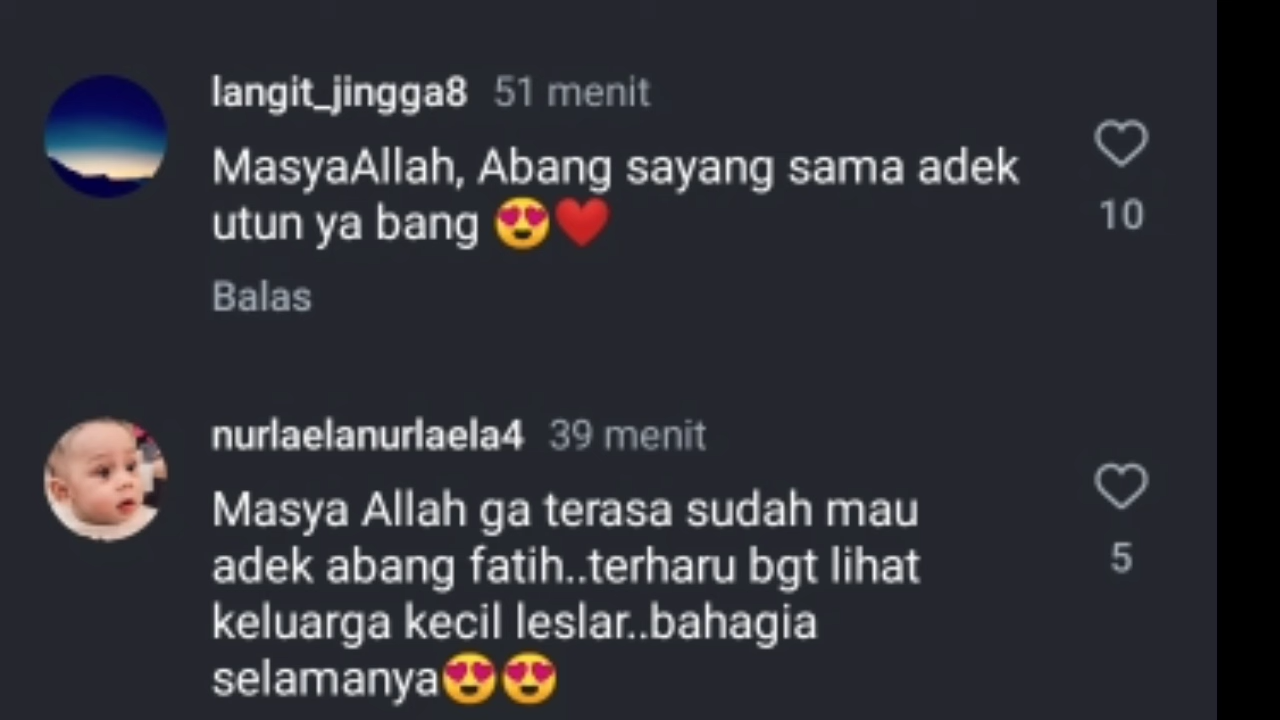 langit_jingga8 51 menit
MasyaAllah, Abang sayang sama adek
utun ya bang 😍❤️
10
Balas
nurlaelanurlaela4 39 menit
Masya Allah ga terasa sudah mau
adek abang fatih..terharu bgt lihat
keluarga kecil leslar..bahagia
selamanya😍😍
5